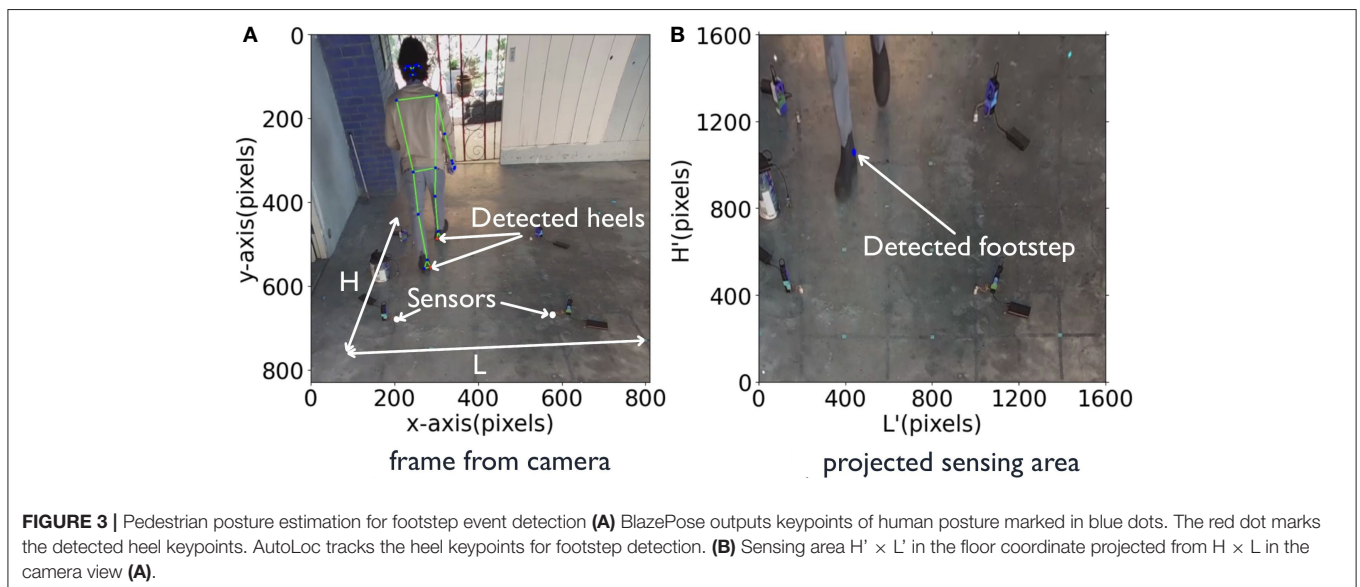 A
B
0
200
400
600
800
y-axis(pixels)
0 200 400 600 800
x-axis(pixels)
H
L
Detected heels
Sensors
frame from camera
1600
1200
800
400
0
H'(pixels)
0 400 800 1200 1600
L'(pixels)
Detected footstep
projected sensing area
FIGURE 3 | Pedestrian posture estimation for footstep event detection (A) BlazePose outputs keypoints of human posture marked in blue dots. The red dot marks
the detected heel keypoints. AutoLoc tracks the heel keypoints for footstep detection. (B) Sensing area H’ × L’ in the floor coordinate projected from H × L in the
camera view (A).